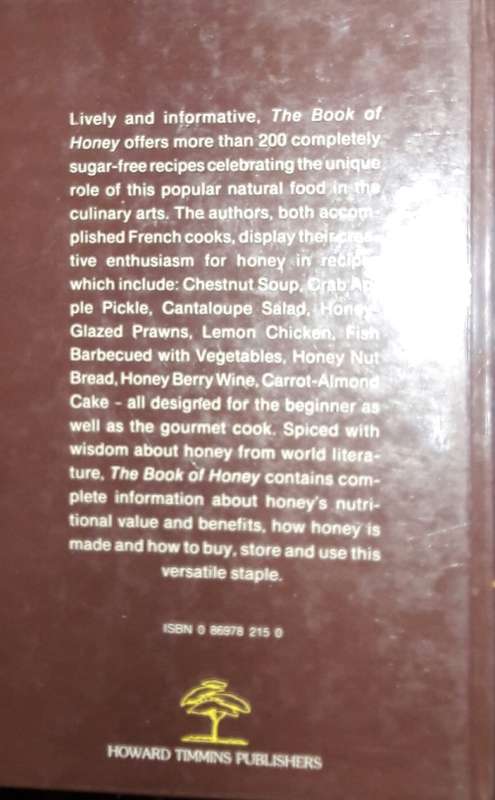 Lively and informative, The Book of
Honey offers more than 200 completely
sugar-free recipes celebrating the unique
role of this popular natural food in the
culinary arts. The authors, both accom-
plished French cooks, display their crea-
tive enthusiasm for honey in recipes
which include: Chestnut Soup, Crab Ap-
ple Pickle, Cantaloupe Salad, Honey-
Glazed Prawns, Lemon Chicken, Fish
Barbecued with Vegetables, Honey Nut
Bread, Honey Berry Wine, Carrot-Almond
Cake - all designed for the beginner as
well as the gourmet cook. Spiced with
wisdom about honey from world litera-
ture, The Book of Honey contains com-
plete information about honey's nutri-
tional value and benefits, how honey is
made and how to buy, store and use this
versatile staple.
ISBN 0 86978 215 0
HOWARD TIMMINS PUBLISHERS